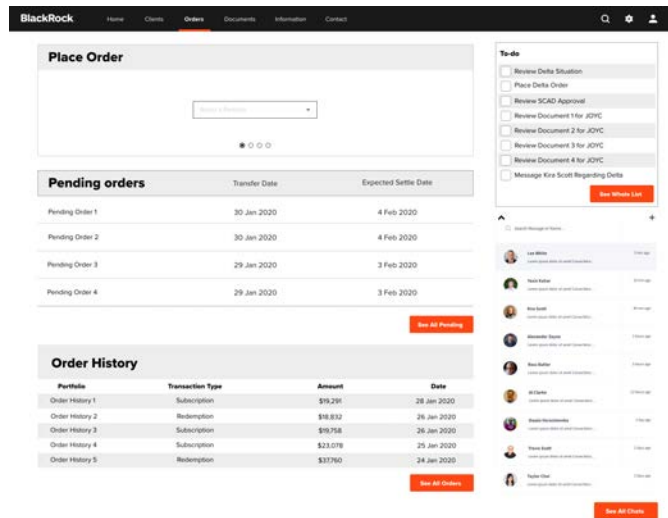 BlackRock Home Clients Orders Documents Information Contact
Place Order
Pending orders Transfer Date Expected Settle Date
Pending Order 1 30 Jan 2020 4 Feb 2020
Pending Order 2 30 Jan 2020 4 Feb 2020
Pending Order 3 29 Jan 2020 3 Feb 2020
Pending Order 4 29 Jan 2020 3 Feb 2020
See All Pending
Order History
Portfolio Transaction Type Amount Date
Order History 1 Subscription $19,291 28 Jan 2020
Order History 2 Redemption $18,832 26 Jan 2020
Order History 3 Subscription $19,758 26 Jan 2020
Order History 4 Subscription $23,078 25 Jan 2020
Order History 5 Redemption $37,760 24 Jan 2020
See All Orders
To-do
Review Delta Situation
Place Delta Order
Review SCAD Approval
Review Document 1 for JOYC
Review Document 2 for JOYC
Review Document 3 for JOYC
Review Document 4 for JOYC
Message Kira Scott Regarding Delta
See Whole List
Search Message or Name
Lee White
Kira Scott
Al Clarke
Trevis Scott
Taylor Choi
See All Chats